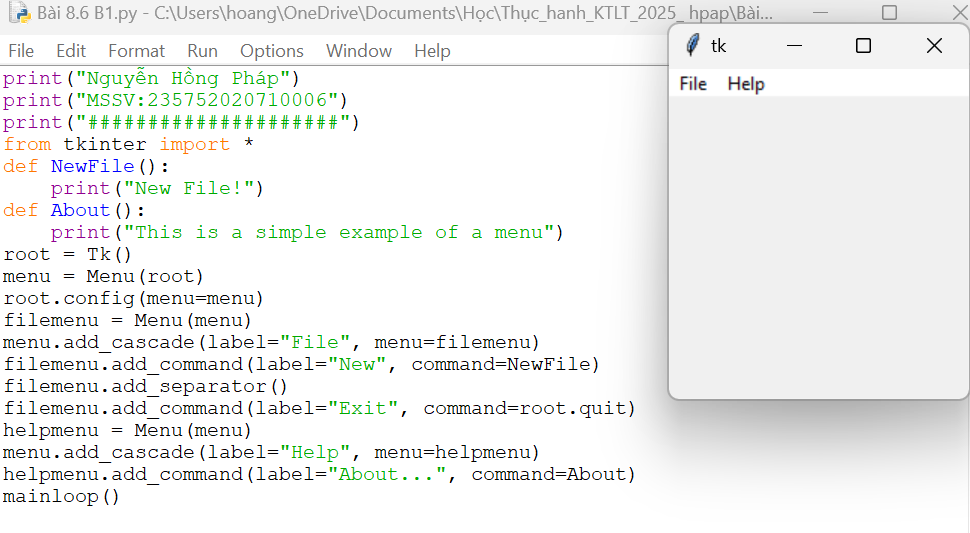 Bài 8.6 B1.py - C:\Users\hoang\OneDrive\Documents\Học\Thực_hanh_KTLT_2025_ hpap\Bài...
File Edit Format Run Options Window Help
print("Nguyễn Hồng Pháp")
print("MSSV:235752020710006")
print("#####################")
from tkinter import *
def NewFile():
    print("New File!")
def About():
    print("This is a simple example of a menu")
root = Tk()
menu = Menu(root)
root.config(menu=menu)
filemenu = Menu(menu)
menu.add_cascade(label="File", menu=filemenu)
filemenu.add_command(label="New", command=NewFile)
filemenu.add_separator()
filemenu.add_command(label="Exit", command=root.quit)
helpmenu = Menu(menu)
menu.add_cascade(label="Help", menu=helpmenu)
helpmenu.add_command(label="About...", command=About)
mainloop()
tk
File Help